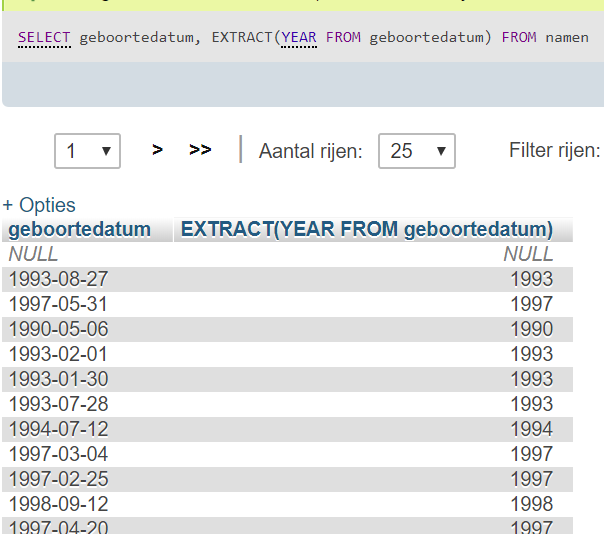 SELECT geboortedatum, EXTRACT(YEAR FROM geboortedatum) FROM namen
1 > >> Aantal rijen: 25 Filter rijen:
+ Opties
geboortedatum EXTRACT(YEAR FROM geboortedatum)
NULL NULL
1993-08-27 1993
1997-05-31 1997
1990-05-06 1990
1993-02-01 1993
1993-01-30 1993
1993-07-28 1993
1994-07-12 1994
1997-03-04 1997
1997-02-25 1997
1998-09-12 1998
1997-04-20 1997